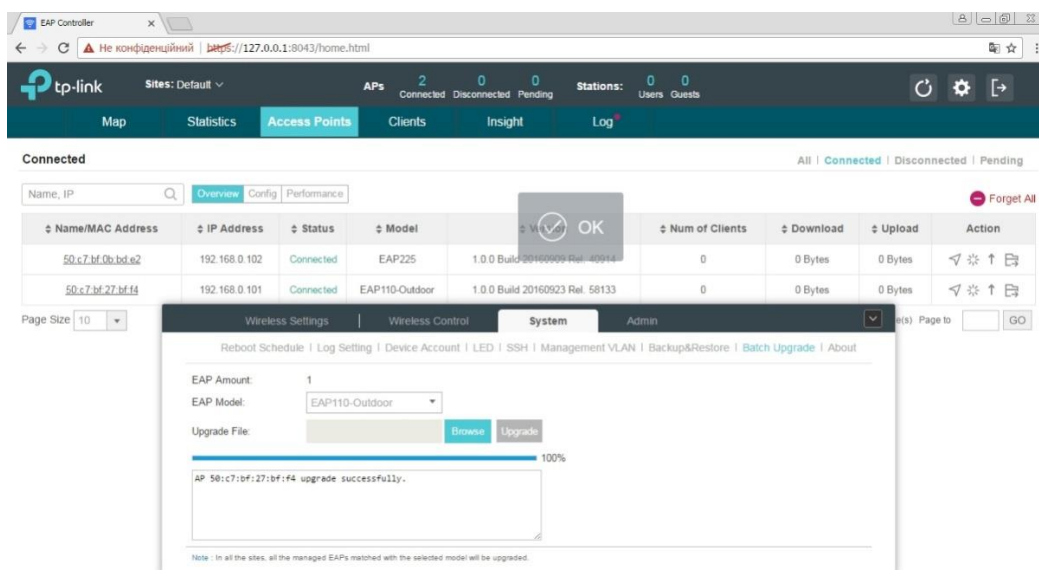 EAP Controller
Не конфіденційний | https://127.0.0.1:8043/home.html
tp-link Sites: Default APs 2 Connected 0 Disconnected 0 Pending Stations: 0 Users 0 Guests
Map Statistics Access Points Clients Insight Log
Connected All | Connected | Disconnected | Pending
Name, IP Overview Config Performance Forget All
OK
Name/MAC Address IP Address Status Model Num of Clients Download Upload Action
50:c7:bf:0b:bd:e2 192.168.0.102 Connected EAP225 1.0.0 Build 20160909 Rel. 40914 0 0 Bytes 0 Bytes
50:c7:bf:27:bf:f4 192.168.0.101 Connected EAP110-Outdoor 1.0.0 Build 20160923 Rel. 58133 0 0 Bytes 0 Bytes
Page Size 10 e(s) Page to GO
Wireless Settings | Wireless Control System Admin
Reboot Schedule | Log Setting | Device Account | LED | SSH | Management VLAN | Backup&Restore | Batch Upgrade | About
EAP Amount: 1
EAP Model: EAP110-Outdoor
Upgrade File: Browse Upgrade
100%
AP 50:c7:bf:27:bf:f4 upgrade successfully.
Note : In all the sites, all the managed EAPs matched with the selected model will be upgraded.